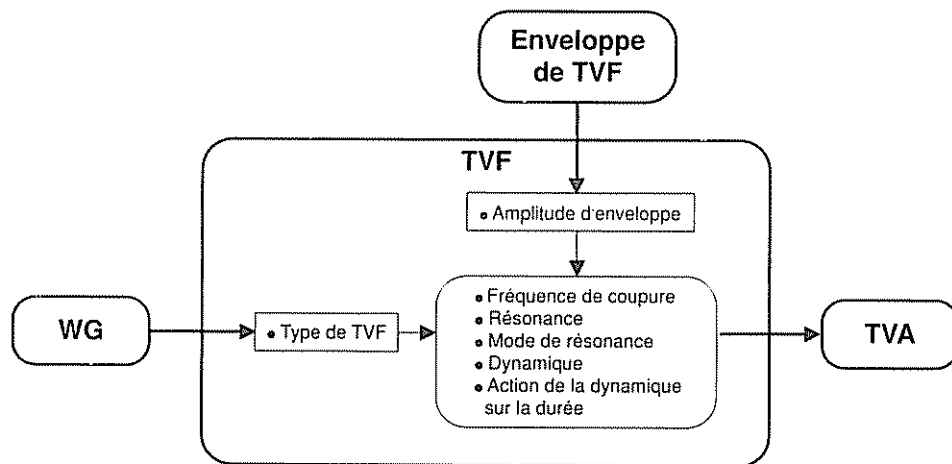 Enveloppe
de TVF
TVF
• Amplitude d'enveloppe
WG
• Type de TVF
• Fréquence de coupure
• Résonance
• Mode de résonance
• Dynamique
• Action de la dynamique
sur la durée
TVA